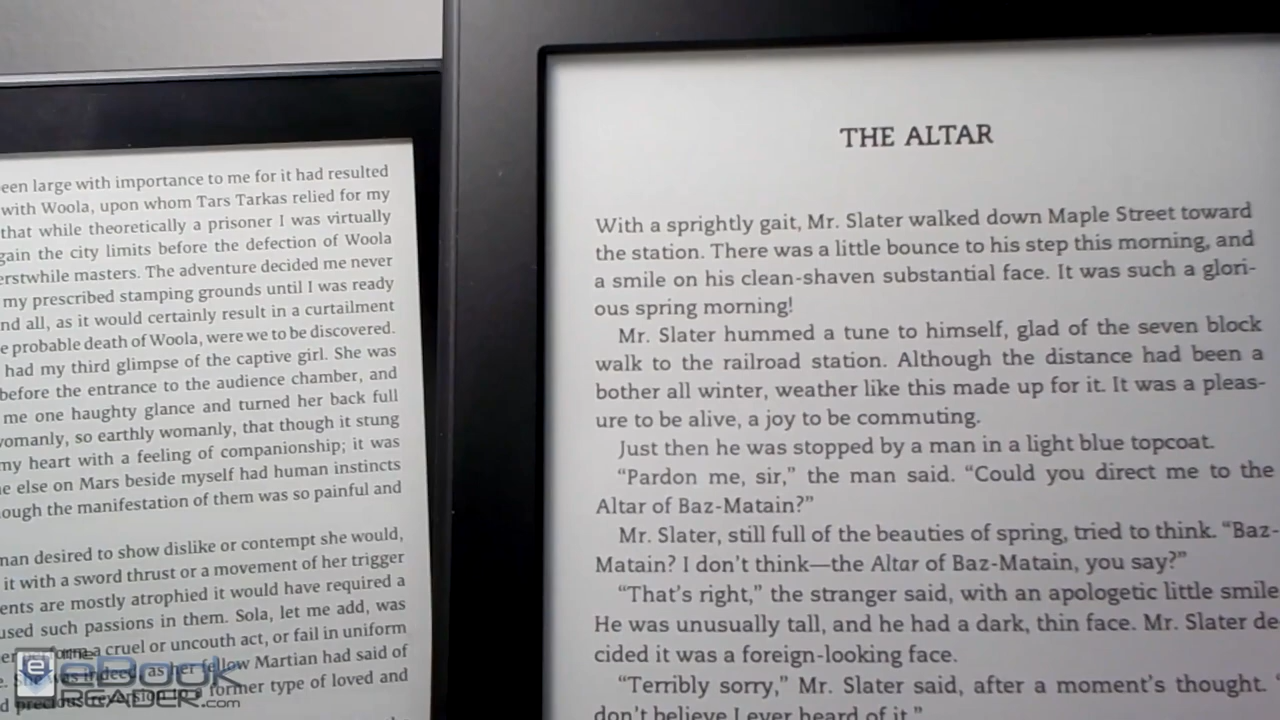 een large with importance to me for it had resulted
with Woola, upon whom Tars Tarkas relied for my
that while theoretically a prisoner I was virtually
gain the city limits before the defection of Woola
erstwhile masters. The adventure decided me never
my prescribed stamping grounds until I was ready
nd all, as it would certainly result in a curtailment
e probable death of Woola, were we to be discovered.
had my third glimpse of the captive girl. She was
before the entrance to the audience chamber, and
me one haughty glance and turned her back full
womanly, so earthly womanly, that though it stung
my heart with a feeling of companionship; it was
e else on Mars beside myself had human instincts
ough the manifestation of them was so painful and
man desired to show dislike or contempt she would,
it with a sword thrust or a movement of her trigger
ents are mostly atrophied it would have required a
used such passions in them. Sola, let me add, was
a cruel or uncouth act, or fail in uniform
as her fellow Martian had said of
former type of loved and
eBook
READER.com
THE ALTAR
With a sprightly gait, Mr. Slater walked down Maple Street toward
the station. There was a little bounce to his step this morning, and
a smile on his clean-shaven substantial face. It was such a glori-
ous spring morning!
Mr. Slater hummed a tune to himself, glad of the seven block
walk to the railroad station. Although the distance had been a
bother all winter, weather like this made up for it. It was a pleas-
ure to be alive, a joy to be commuting.
Just then he was stopped by a man in a light blue topcoat.
“Pardon me, sir,” the man said. “Could you direct me to the
Altar of Baz-Matain?”
Mr. Slater, still full of the beauties of spring, tried to think. “Baz-
Matain? I don’t think—the Altar of Baz-Matain, you say?”
“That’s right,” the stranger said, with an apologetic little smile
He was unusually tall, and he had a dark, thin face. Mr. Slater de
cided it was a foreign-looking face.
“Terribly sorry,” Mr. Slater said, after a moment’s thought. “
don’t believe I ever heard of it.”